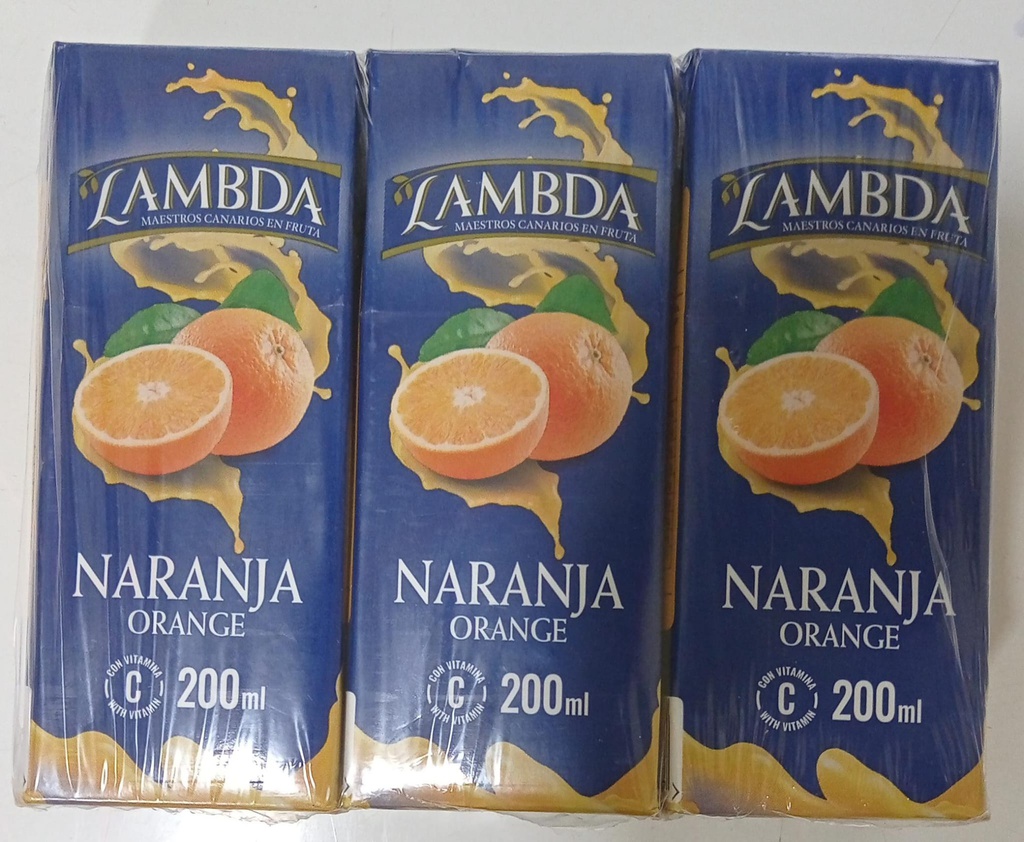 LAMBDA
MAESTROS CANARIOS EN FRUTA
NARANJA
ORANGE
CON VITAMINA
C
WITH VITAMIN
200ml
LAMBDA
MAESTROS CANARIOS EN FRUTA
NARANJA
ORANGE
CON VITAMINA
C
WITH VITAMIN
200ml
LAMBDA
MAESTROS CANARIOS EN FRUTA
NARANJA
ORANGE
CON VITAMINA
C
WITH VITAMIN
200ml